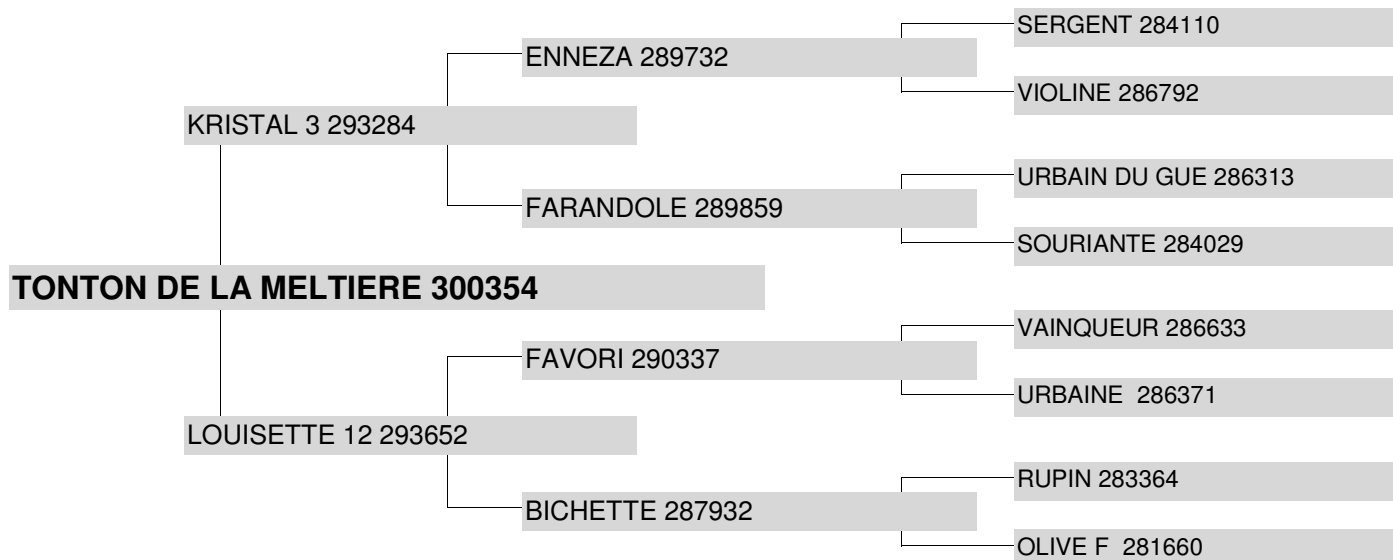 SERGENT 284110
ENNEZA 289732
VIOLINE 286792
KRISTAL 3 293284
URBAIN DU GUE 286313
FARANDOLE 289859
SOURIANTE 284029
TONTON DE LA MELTIERE 300354
VAINQUEUR 286633
FAVORI 290337
URBAINE 286371
LOUISETTE 12 293652
RUPIN 283364
BICHETTE 287932
OLIVE F 281660